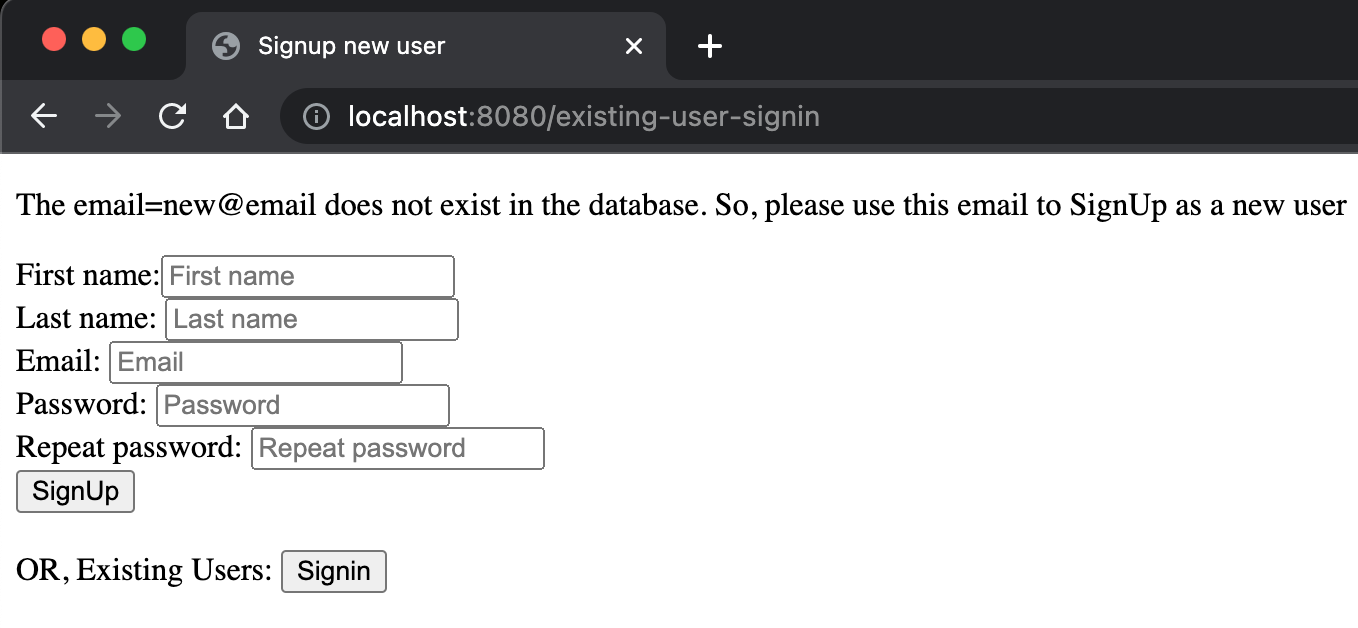 Signup new user
localhost:8080/existing-user-signin
The email=new@email does not exist in the database. So, please use this email to SignUp as a new user
First name: First name
Last name: Last name
Email: Email
Password: Password
Repeat password: Repeat password
SignUp
OR, Existing Users: Signin